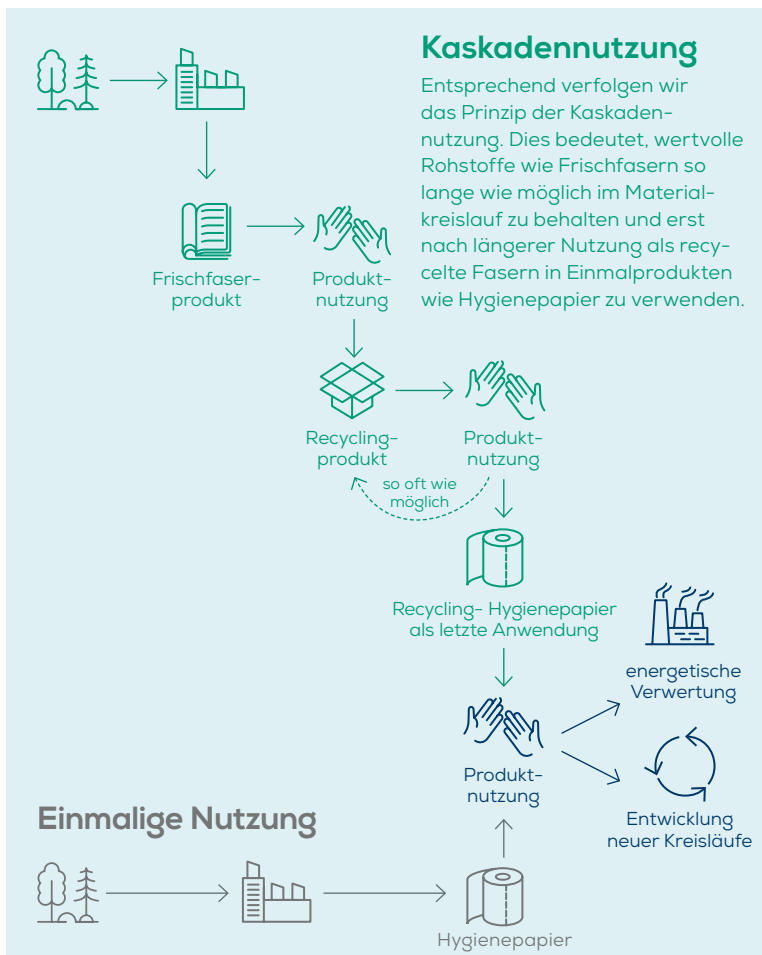 Kaskadennutzung
Entsprechend verfolgen wir
das Prinzip der Kaskaden-
nutzung. Dies bedeutet, wertvolle
Rohstoffe wie Frischfasern so
lange wie möglich im Material-
kreislauf zu behalten und erst
nach längerer Nutzung als recy-
celte Fasern in Einmalprodukten
wie Hygienepapier zu verwenden.
Frischfaser-
produkt
Produkt-
nutzung
Recycling-
produkt
Produkt-
nutzung
so oft wie
möglich
Recycling- Hygienepapier
als letzte Anwendung
energetische
Verwertung
Produkt-
nutzung
Entwicklung
neuer Kreisläufe
Einmalige Nutzung
Hygienepapier